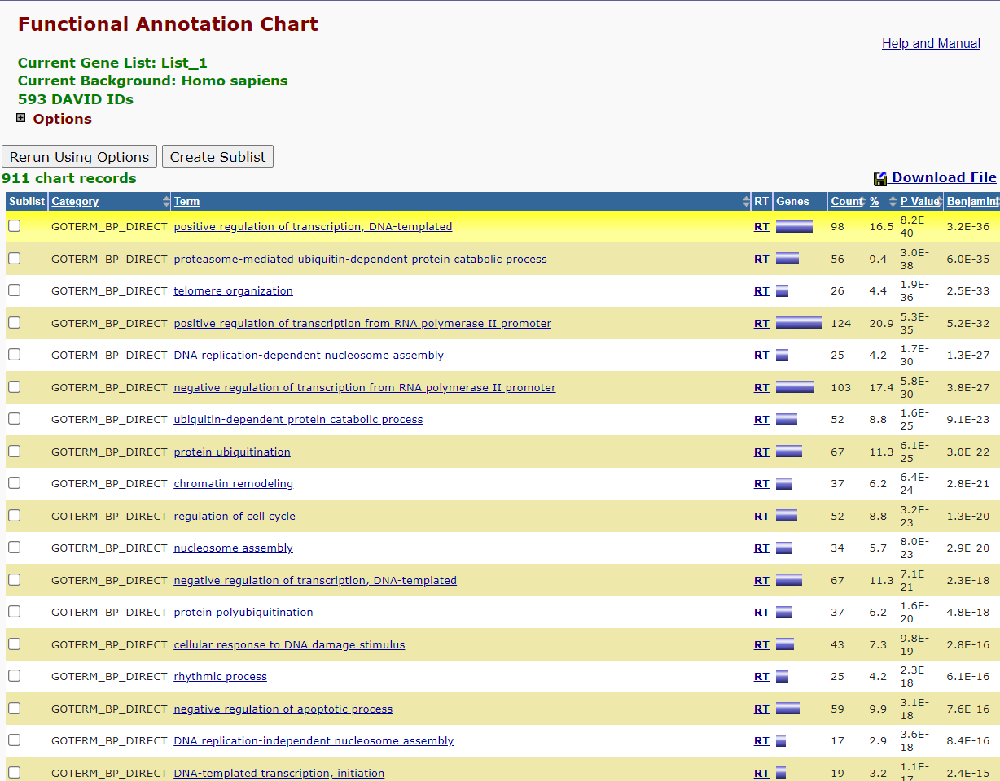 Functional Annotation Chart
Help and Manual
Current Gene List: List_1
Current Background: Homo sapiens
593 DAVID IDs
Options
Rerun Using Options Create Sublist
911 chart records Download File
Sublist Category Term RT Genes Count % P-Value Benjamini
GOTERM_BP_DIRECT positive regulation of transcription, DNA-templated RT 98 16.5 8.2E-40 3.2E-36
GOTERM_BP_DIRECT proteasome-mediated ubiquitin-dependent protein catabolic process RT 56 9.4 3.0E-38 6.0E-35
GOTERM_BP_DIRECT telomere organization RT 26 4.4 1.9E-36 2.5E-33
GOTERM_BP_DIRECT positive regulation of transcription from RNA polymerase II promoter RT 124 20.9 5.3E-35 5.2E-32
GOTERM_BP_DIRECT DNA replication-dependent nucleosome assembly RT 25 4.2 1.7E-30 1.3E-27
GOTERM_BP_DIRECT negative regulation of transcription from RNA polymerase II promoter RT 103 17.4 5.8E-30 3.8E-27
GOTERM_BP_DIRECT ubiquitin-dependent protein catabolic process RT 52 8.8 1.6E-25 9.1E-23
GOTERM_BP_DIRECT protein ubiquitination RT 67 11.3 6.1E-25 3.0E-22
GOTERM_BP_DIRECT chromatin remodeling RT 37 6.2 6.4E-24 2.8E-21
GOTERM_BP_DIRECT regulation of cell cycle RT 52 8.8 3.2E-23 1.3E-20
GOTERM_BP_DIRECT nucleosome assembly RT 34 5.7 8.0E-23 2.9E-20
GOTERM_BP_DIRECT negative regulation of transcription, DNA-templated RT 67 11.3 7.1E-21 2.3E-18
GOTERM_BP_DIRECT protein polyubiquitination RT 37 6.2 1.6E-20 4.8E-18
GOTERM_BP_DIRECT cellular response to DNA damage stimulus RT 43 7.3 9.8E-19 2.8E-16
GOTERM_BP_DIRECT rhythmic process RT 25 4.2 2.3E-18 6.1E-16
GOTERM_BP_DIRECT negative regulation of apoptotic process RT 59 9.9 3.1E-18 7.6E-16
GOTERM_BP_DIRECT DNA replication-independent nucleosome assembly RT 17 2.9 3.6E-18 8.4E-16
GOTERM_BP_DIRECT DNA-templated transcription, initiation RT 19 3.2 1.1E-17 2.4E-15